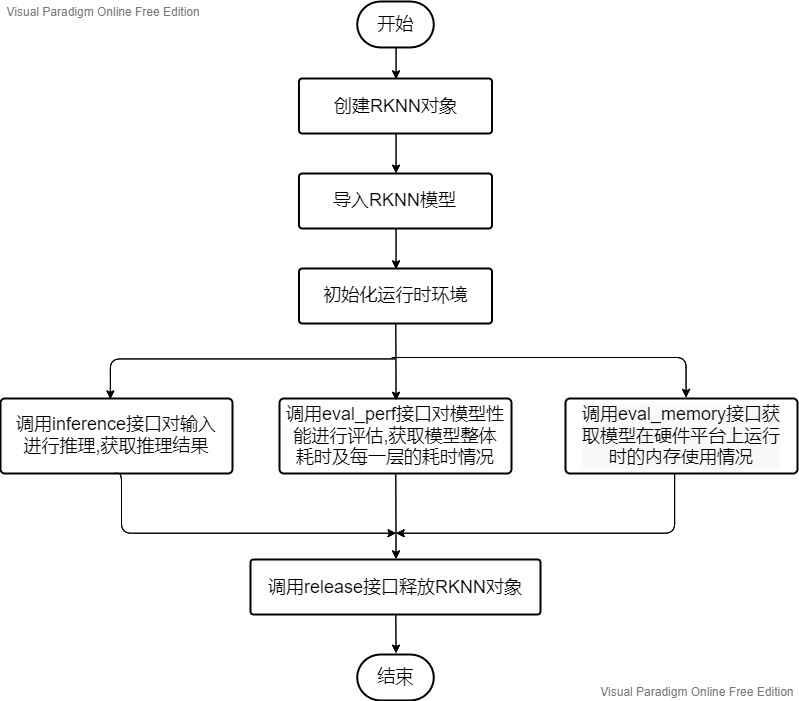 Visual Paradigm Online Free Edition
开始
创建RKNN对象
导入RKNN模型
初始化运行时环境
调用inference接口对输入
进行推理,获取推理结果
调用eval_perf接口对模型性
能进行评估,获取模型整体
耗时及每一层的耗时情况
调用eval_memory接口获
取模型在硬件平台上运行
时的内存使用情况
调用release接口释放RKNN对象
结束
Visual Paradigm Online Free Edition